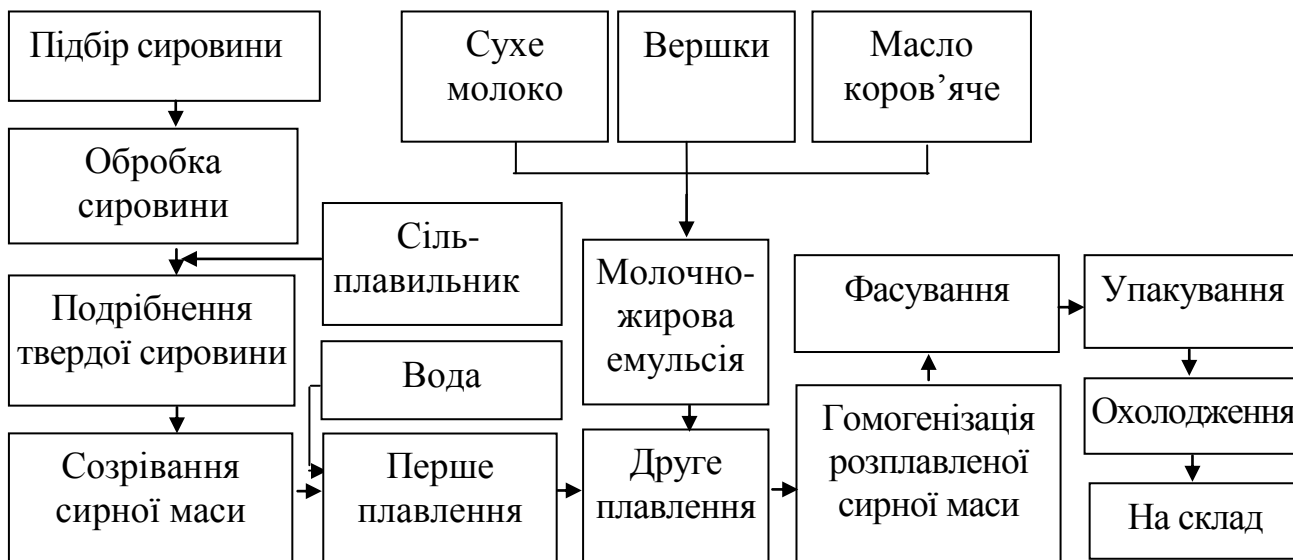 Підбір сировини
Сухе
молоко
Вершки
Масло
коров’яче
Обробка
сировини
Сіль-
плавильник
Молочно-
жирова
емульсія
Фасування
Упакування
Подрібнення
твердої сировини
Вода
Охолодження
Созрівання
сирної маси
Перше
плавлення
Друге
плавлення
Гомогенізація
розплавленої
сирної маси
На склад